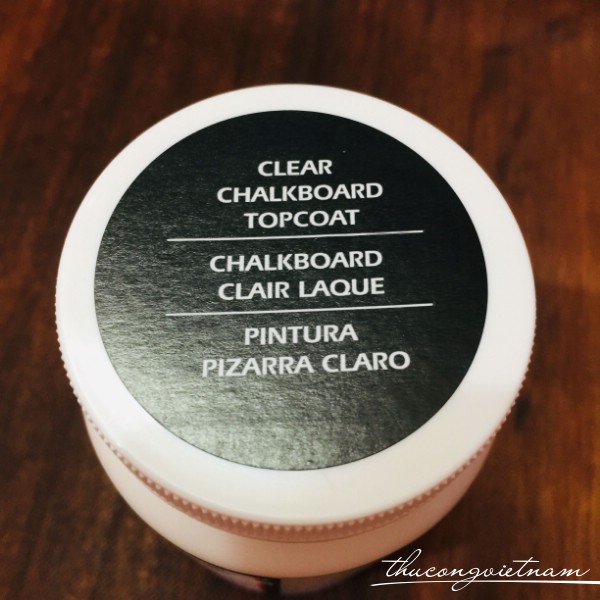 CLEAR
CHALKBOARD
TOPCOAT
CHALKBOARD
CLAIR LAQUE
PINTURA
PIZARRA CLARO
thucongvietnam